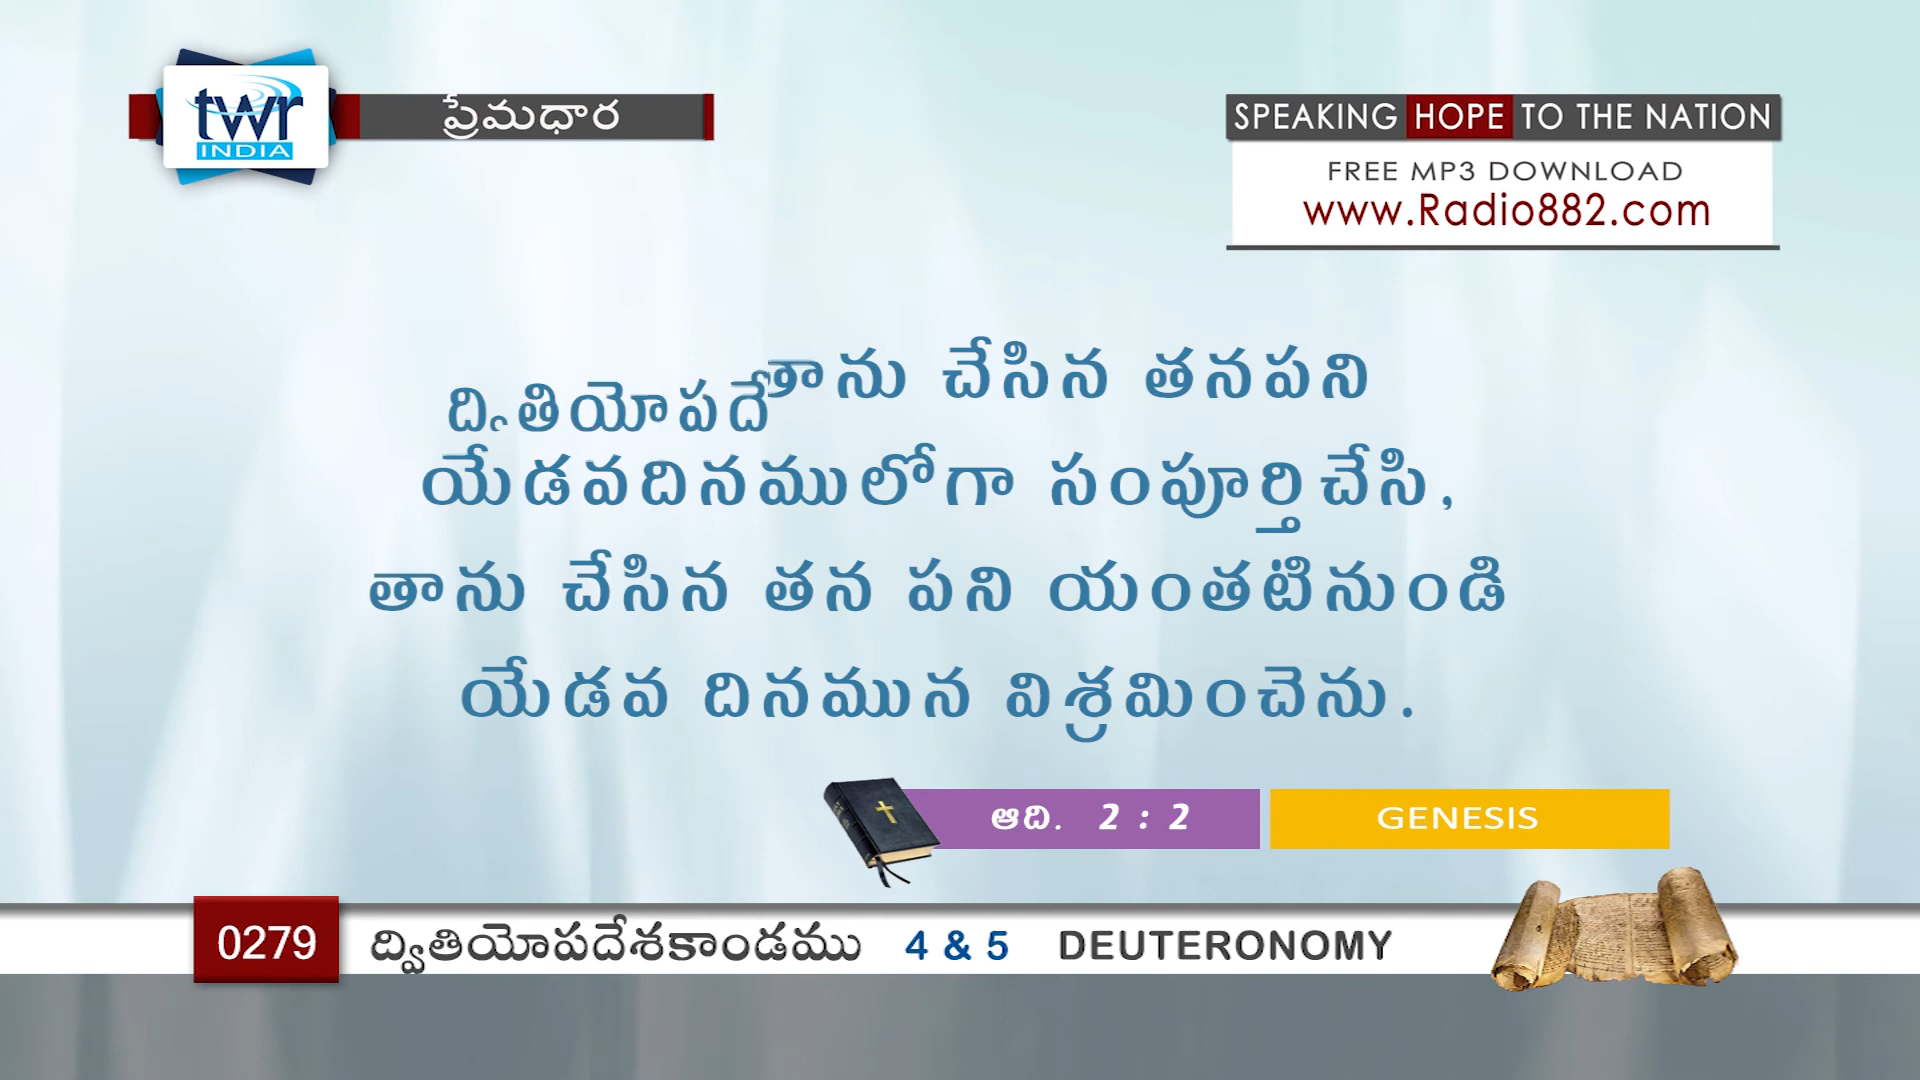 twr
INDIA
ప్రేమధార
SPEAKING HOPE TO THE NATION
FREE MP3 DOWNLOAD
www.Radio882.com
తాను చేసిన తనపని
ద్వితియోపదే
యేడవదినములోగా సంపూర్తిచేసి,
తాను చేసిన తన పని యంతటినుండి
యేడవ దినమున విశ్రమించెను.
ఆది. 2 : 2 GENESIS
0279 ద్వితియోపదేశకాండము 4 & 5 DEUTERONOMY